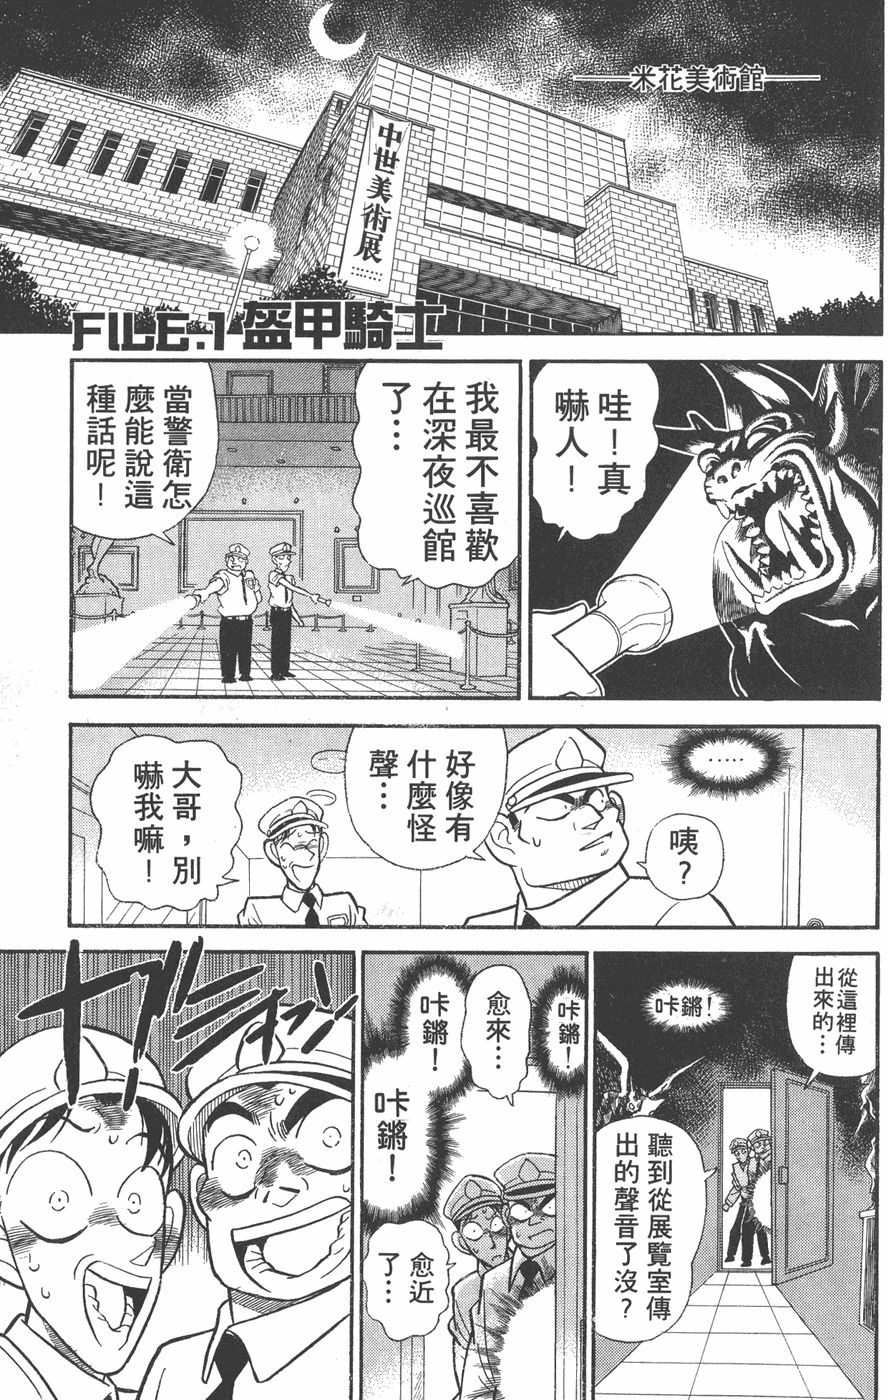 米花美術館
中世美術展……
FILE.1 盔甲騎士
哇！真
嚇人！
我最不喜歡
在深夜巡館
了…
當警衛怎
麼能說這
種話呢！
……
咦？
好像有
什麼怪
聲…
大哥，別
嚇我嘛！
從這裡傳
出來的…
咔鏘！
聽到從展覽室傳
出的聲音了沒？
咔鏘！
愈來…
咔鏘！
咔鏘！
愈近
了…
ガバッ